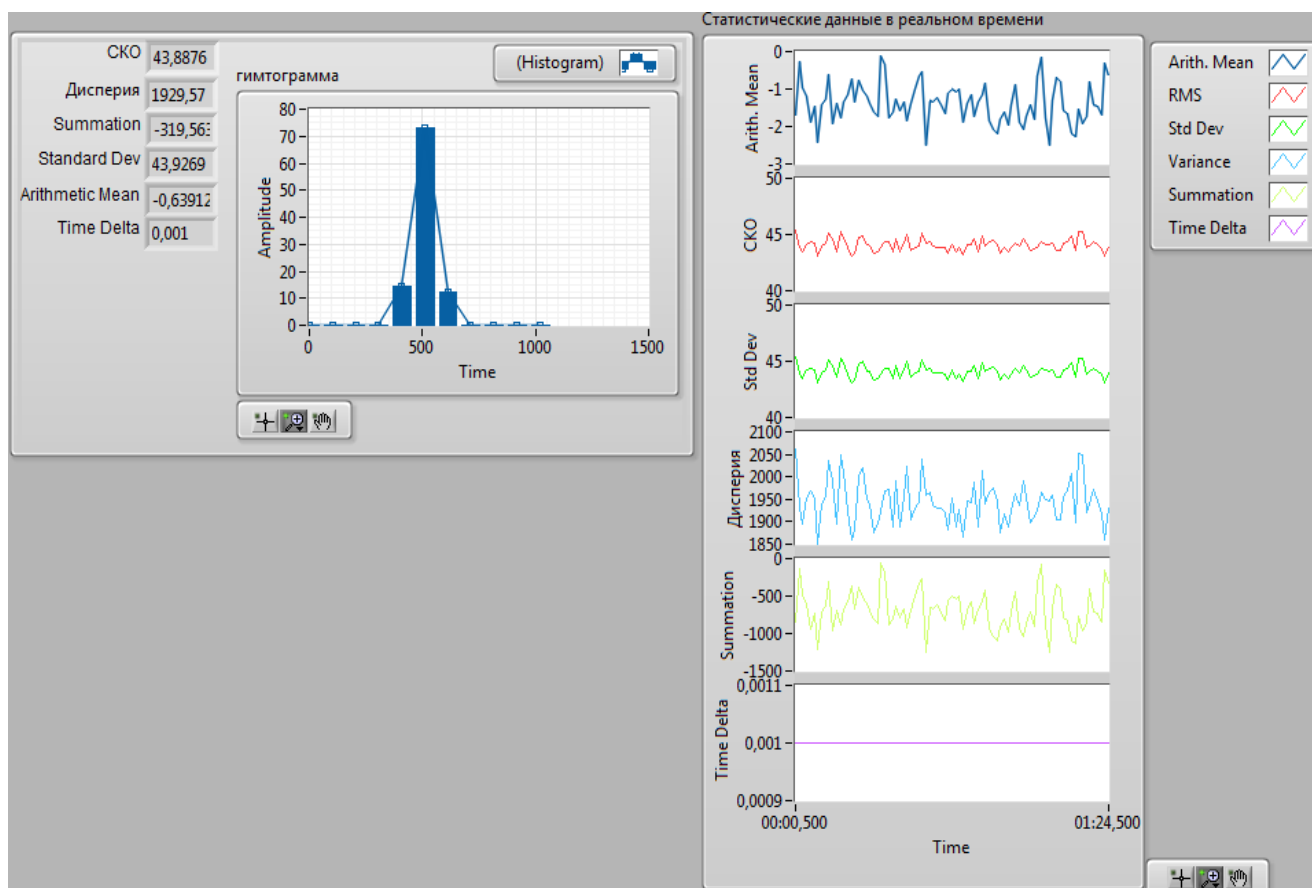 Статистические данные в реальном времени
СКО 43,8876
Дисперия 1929,57
Summation -319,563
Standard Dev 43,9269
Arithmetic Mean -0,63912
Time Delta 0,001
гимтограмма
(Histogram)
Amplitude
80
70
60
50
40
30
20
10
0
0 500 1000 1500
Time
Arith. Mean
0
-1
-2
-3
СКО
50
45
40
Std Dev
50
45
40
Дисперия
2100
2050
2000
1950
1900
1850
Summation
0
-500
-1000
-1500
Time Delta
0,0011
0,001
0,0009
00:00,500 01:24,500
Time
Arith. Mean
RMS
Std Dev
Variance
Summation
Time Delta